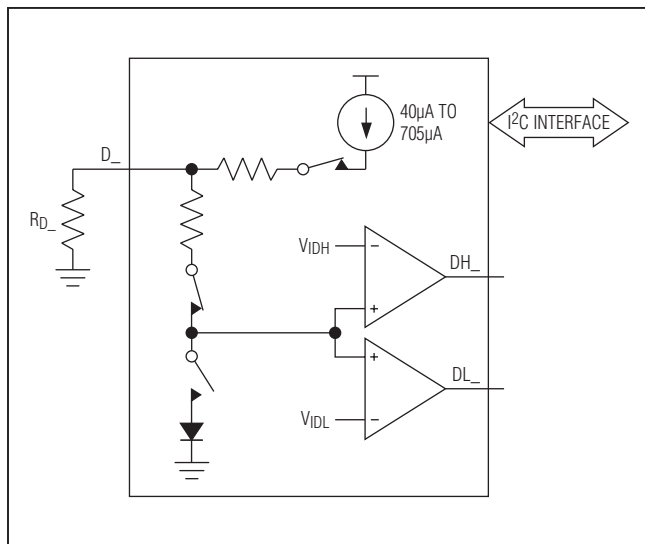 40µA TO
705µA
I²C INTERFACE
D_
RD_
VIDH
DH_
DL_
VIDL